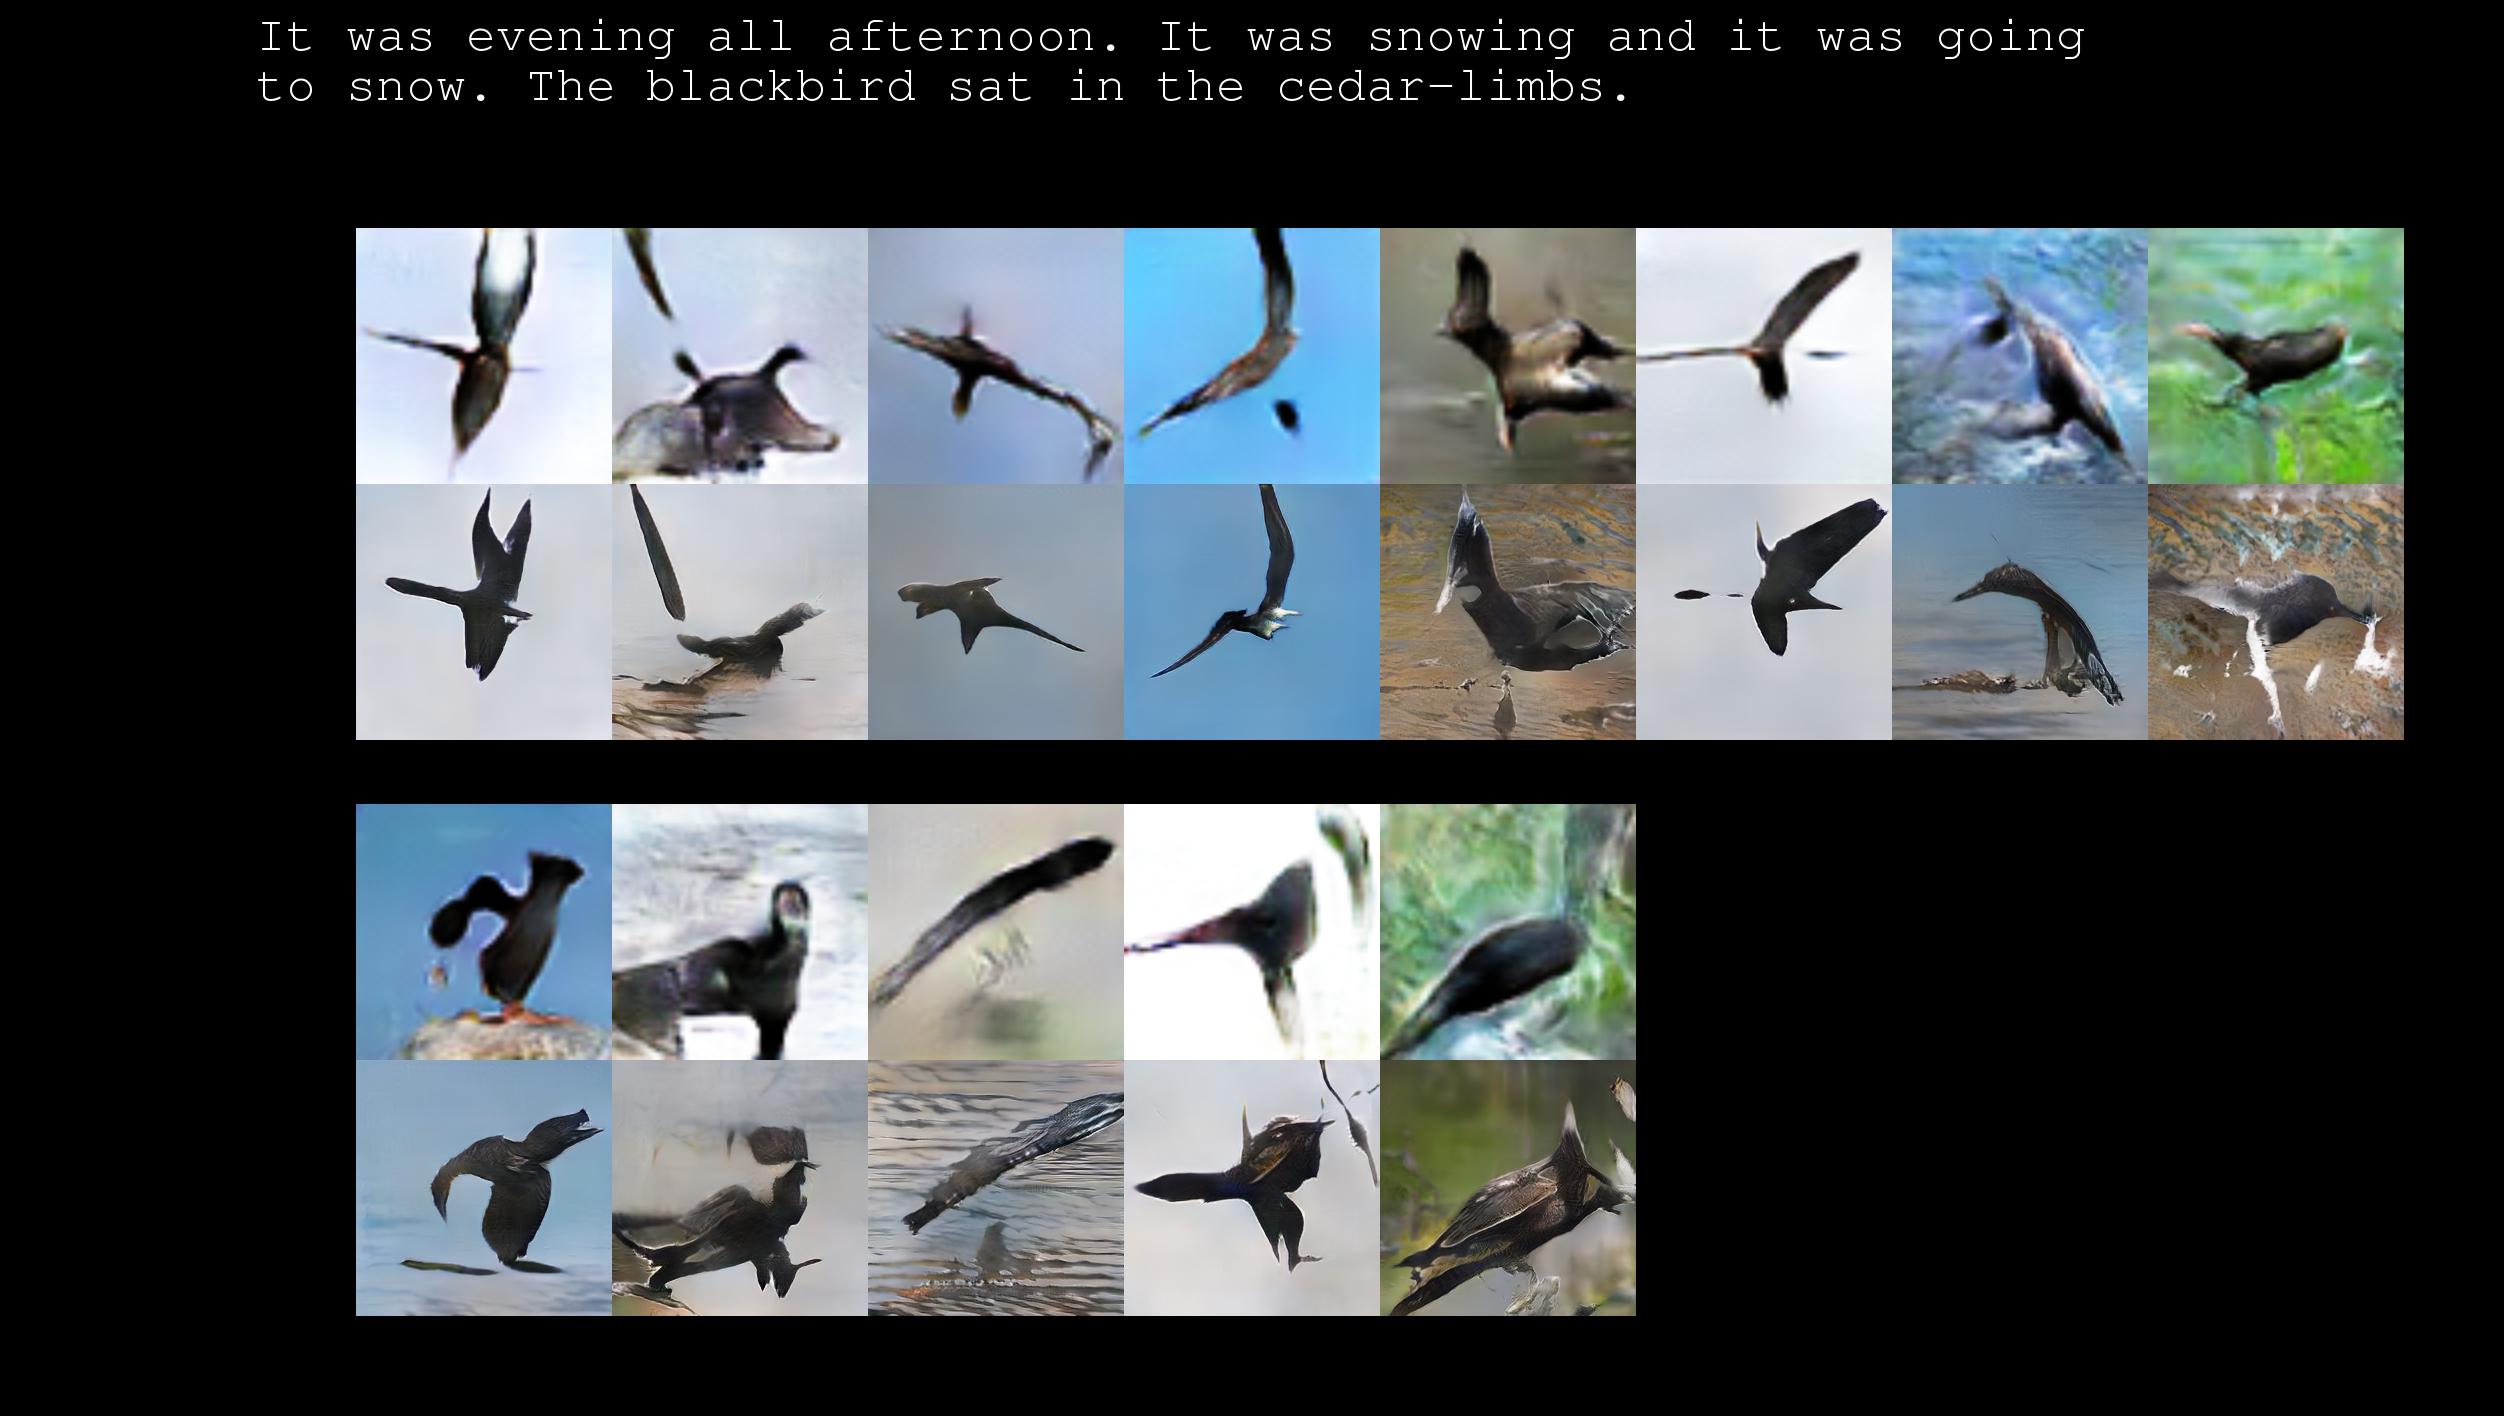 It was evening all afternoon. It was snowing and it was going
to snow. The blackbird sat in the cedar-limbs.